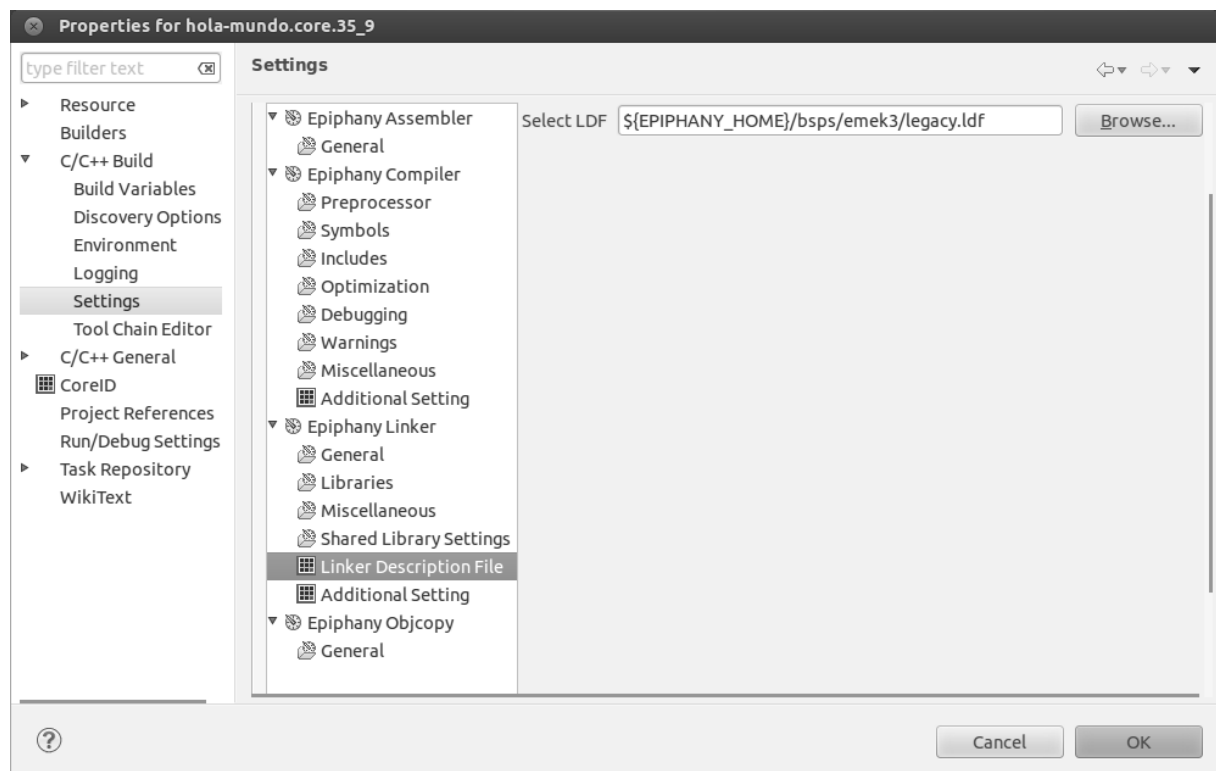 Properties for hola-mundo.core.35_9
type filter text
Resource
Builders
C/C++ Build
Build Variables
Discovery Options
Environment
Logging
Settings
Tool Chain Editor
C/C++ General
CoreID
Project References
Run/Debug Settings
Task Repository
WikiText
Settings
Epiphany Assembler
General
Epiphany Compiler
Preprocessor
Symbols
Includes
Optimization
Debugging
Warnings
Miscellaneous
Additional Setting
Epiphany Linker
General
Libraries
Miscellaneous
Shared Library Settings
Linker Description File
Additional Setting
Epiphany Objcopy
General
Select LDF ${EPIPHANY_HOME}/bsps/emek3/legacy.ldf Browse...
? Cancel OK